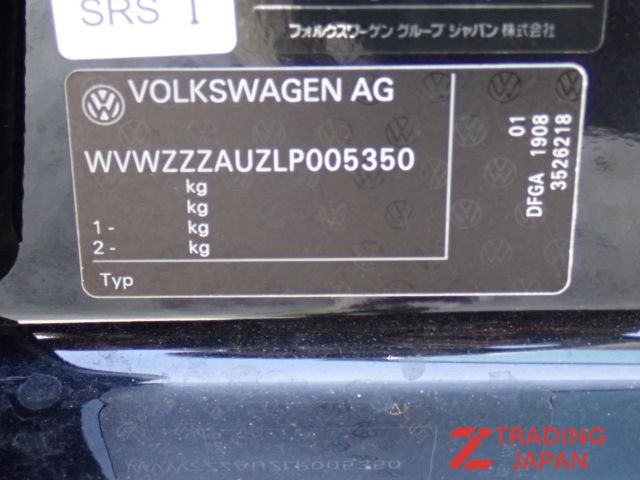 SRS I
フォルクスワーゲン グループ ジャパン 株式会社
VOLKSWAGEN AG
WVWZZZAUZLP005350
kg
kg
1 - kg
2 - kg
Typ
01
DFGA 1908
3526218
WVWZZZAUZLP005350
TRADING
JAPAN